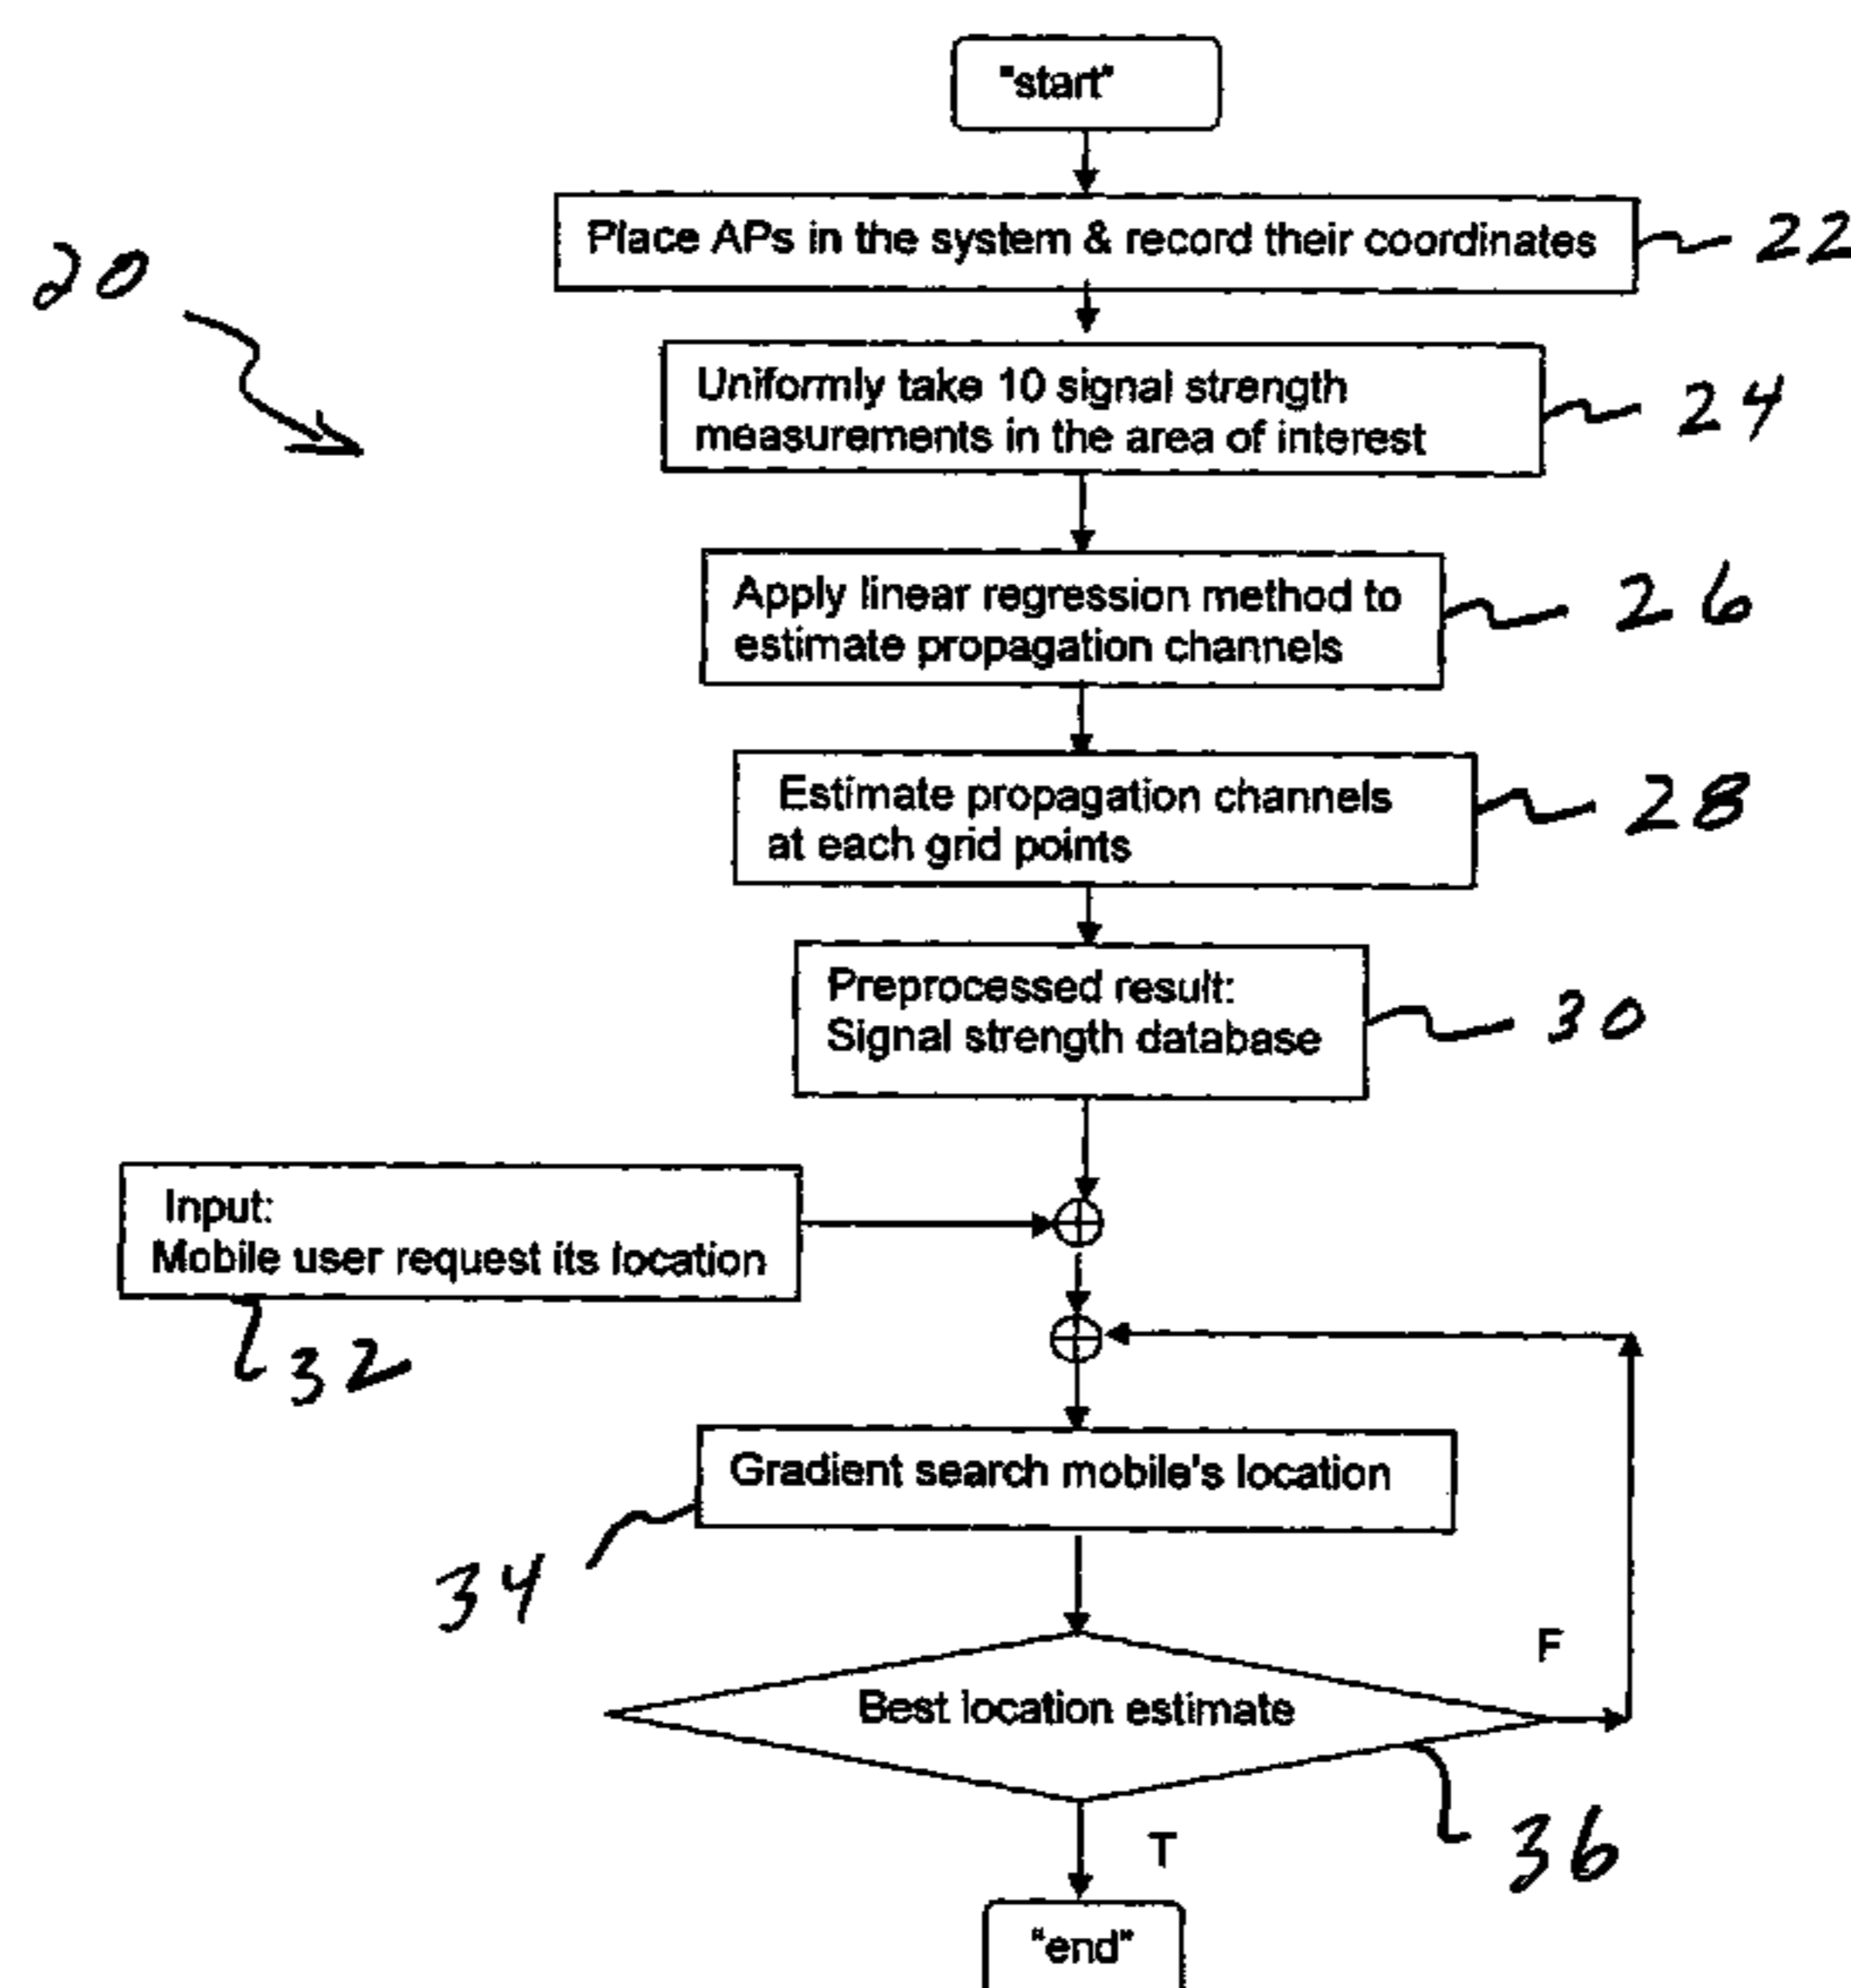 "start"
Place APs in the system & record their coordinates
22
20
Uniformly take 10 signal strength
measurements in the area of interest
24
Apply linear regression method to
estimate propagation channels
26
Estimate propagation channels
at each grid points
28
Preprocessed result:
Signal strength database
30
Input:
Mobile user request its location
32
Gradient search mobile's location
34
F
Best location estimate
36
T
"end"